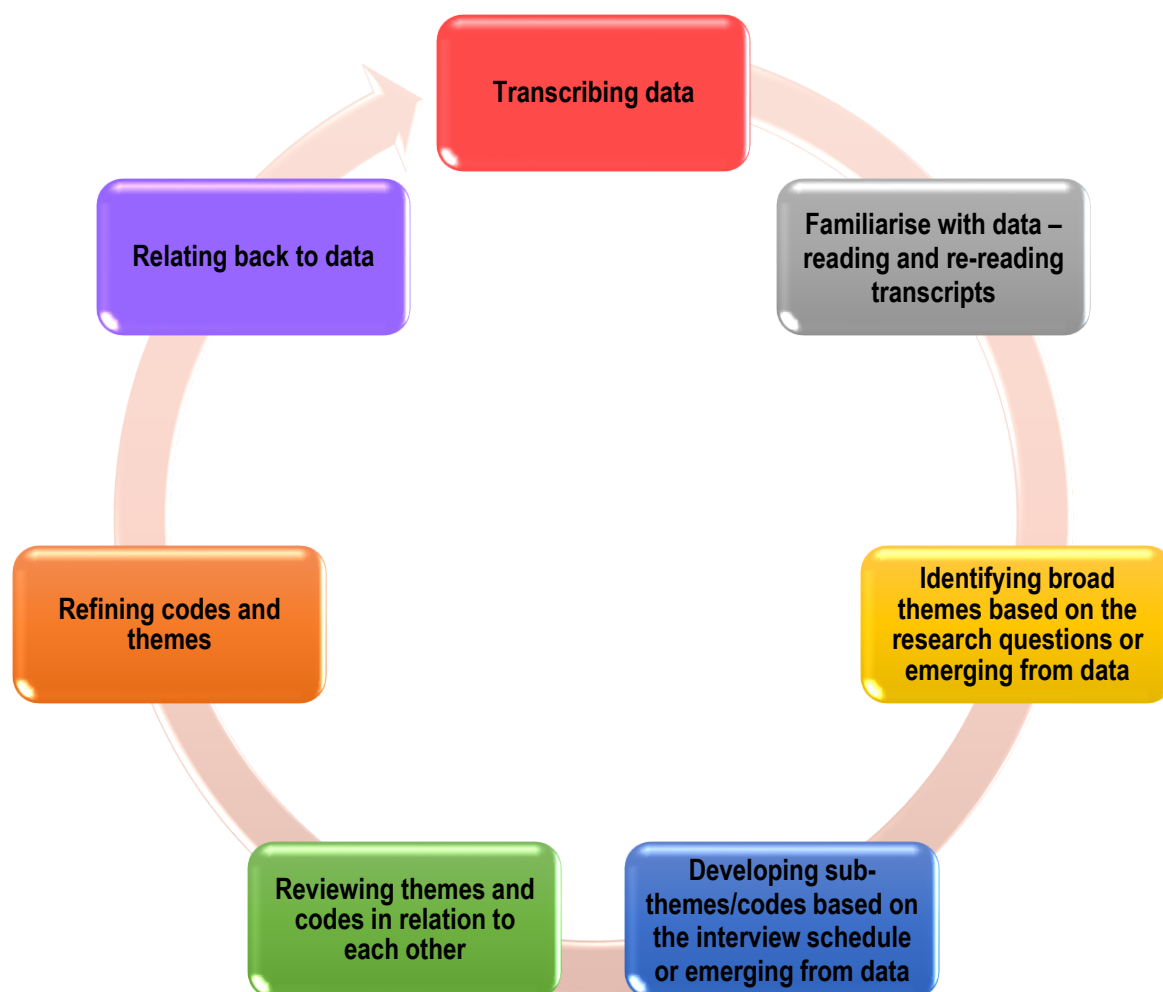 Transcribing data
Familiarise with data –
reading and re-reading
transcripts
Identifying broad
themes based on the
research questions or
emerging from data
Developing sub-
themes/codes based on
the interview schedule
or emerging from data
Reviewing themes and
codes in relation to
each other
Refining codes and
themes
Relating back to data